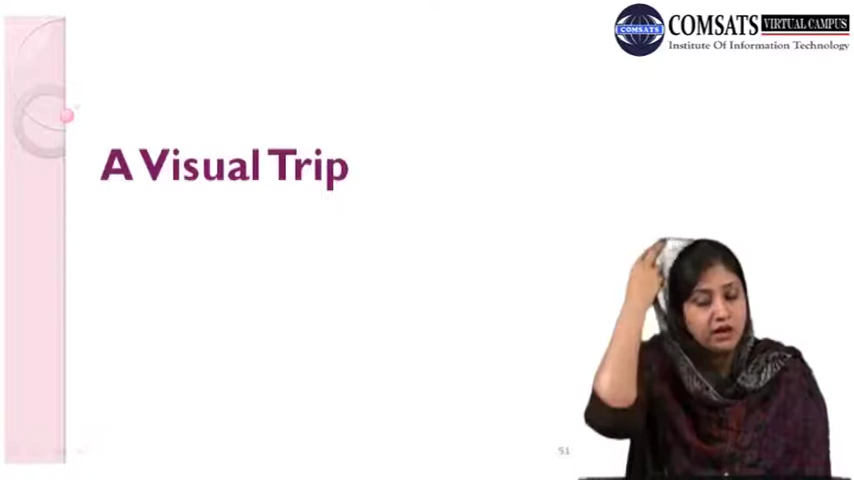 COMSATS VIRTUAL CAMPUS
Institute Of Information Technology
COMSATS
A Visual Trip
51